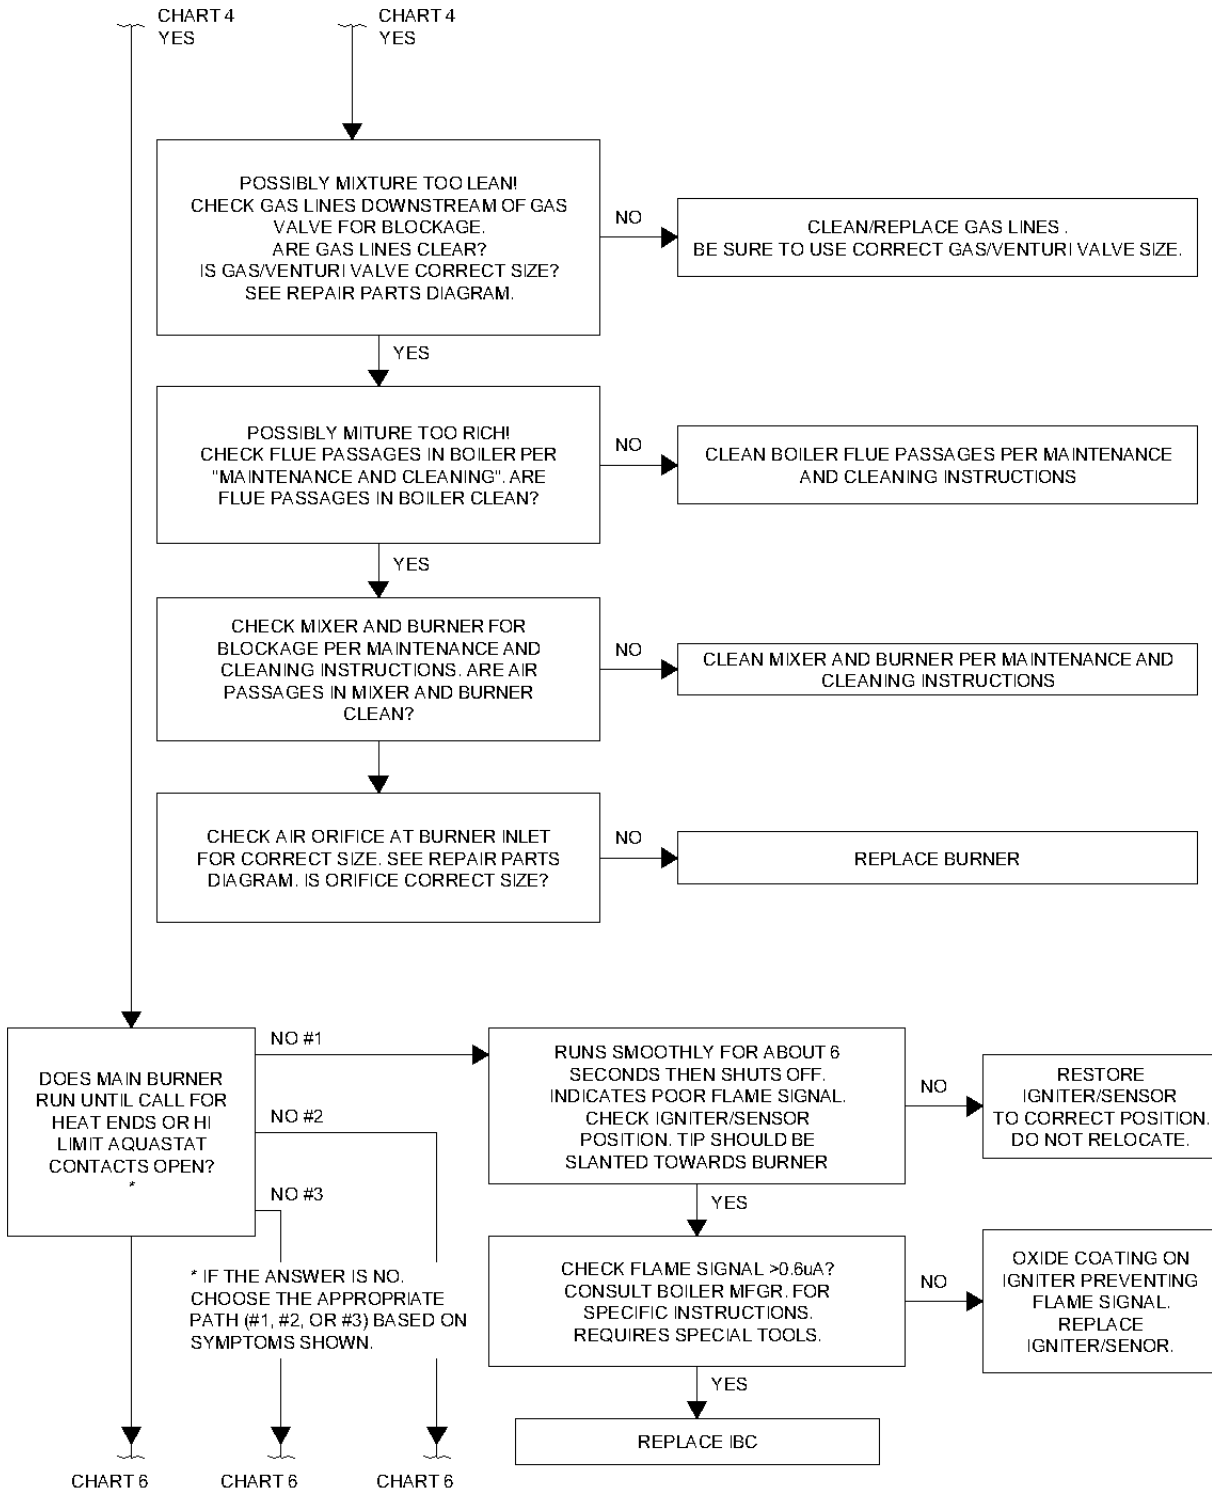 CHART 4
YES
CHART 4
YES
POSSIBLY MIXTURE TOO LEAN!
CHECK GAS LINES DOWNSTREAM OF GAS
VALVE FOR BLOCKAGE.
ARE GAS LINES CLEAR?
IS GAS/VENTURI VALVE CORRECT SIZE?
SEE REPAIR PARTS DIAGRAM.
NO
CLEAN/REPLACE GAS LINES .
BE SURE TO USE CORRECT GAS/VENTURI VALVE SIZE.
YES
POSSIBLY MITURE TOO RICH!
CHECK FLUE PASSAGES IN BOILER PER
"MAINTENANCE AND CLEANING". ARE
FLUE PASSAGES IN BOILER CLEAN?
NO
CLEAN BOILER FLUE PASSAGES PER MAINTENANCE
AND CLEANING INSTRUCTIONS
YES
CHECK MIXER AND BURNER FOR
BLOCKAGE PER MAINTENANCE AND
CLEANING INSTRUCTIONS. ARE AIR
PASSAGES IN MIXER AND BURNER
CLEAN?
NO
CLEAN MIXER AND BURNER PER MAINTENANCE AND
CLEANING INSTRUCTIONS
CHECK AIR ORIFICE AT BURNER INLET
FOR CORRECT SIZE. SEE REPAIR PARTS
DIAGRAM. IS ORIFICE CORRECT SIZE?
NO
REPLACE BURNER
DOES MAIN BURNER
RUN UNTIL CALL FOR
HEAT ENDS OR HI
LIMIT AQUASTAT
CONTACTS OPEN?
*
NO #1
NO #2
NO #3
RUNS SMOOTHLY FOR ABOUT 6
SECONDS THEN SHUTS OFF.
INDICATES POOR FLAME SIGNAL.
CHECK IGNITER/SENSOR
POSITION. TIP SHOULD BE
SLANTED TOWARDS BURNER
NO
RESTORE
IGNITER/SENSOR
TO CORRECT POSITION.
DO NOT RELOCATE.
YES
* IF THE ANSWER IS NO.
CHOOSE THE APPROPRIATE
PATH (#1, #2, OR #3) BASED ON
SYMPTOMS SHOWN.
CHECK FLAME SIGNAL >0.6uA?
CONSULT BOILER MFGR. FOR
SPECIFIC INSTRUCTIONS.
REQUIRES SPECIAL TOOLS.
NO
OXIDE COATING ON
IGNITER PREVENTING
FLAME SIGNAL.
REPLACE
IGNITER/SENOR.
YES
REPLACE IBC
CHART 6
CHART 6
CHART 6